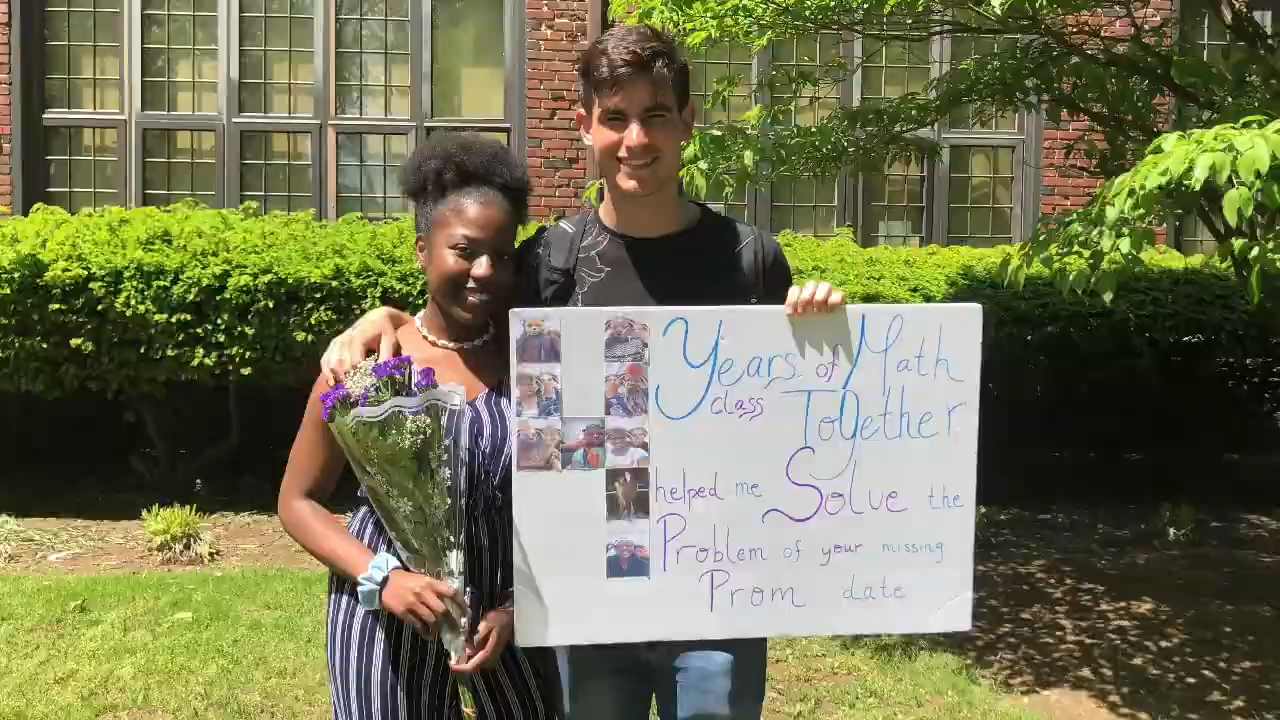 Years of Math
class Together
helped me Solve the
Problem of your missing
Prom date